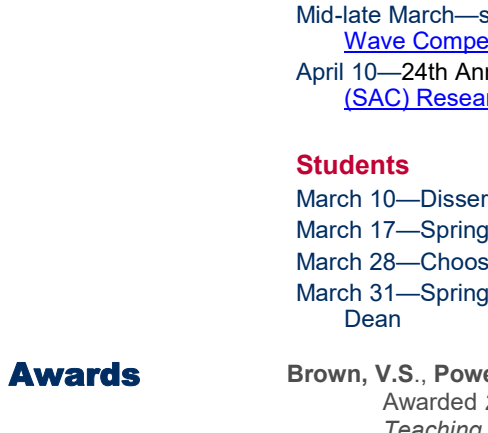 Mid-late March—s
Wave Compe
April 10—24th Ann
(SAC) Resear
Students
March 10—Disser
March 17—Spring
March 28—Choos
March 31—Spring
Dean
Awards
Brown, V.S., Powe
Awarded 2
Teaching